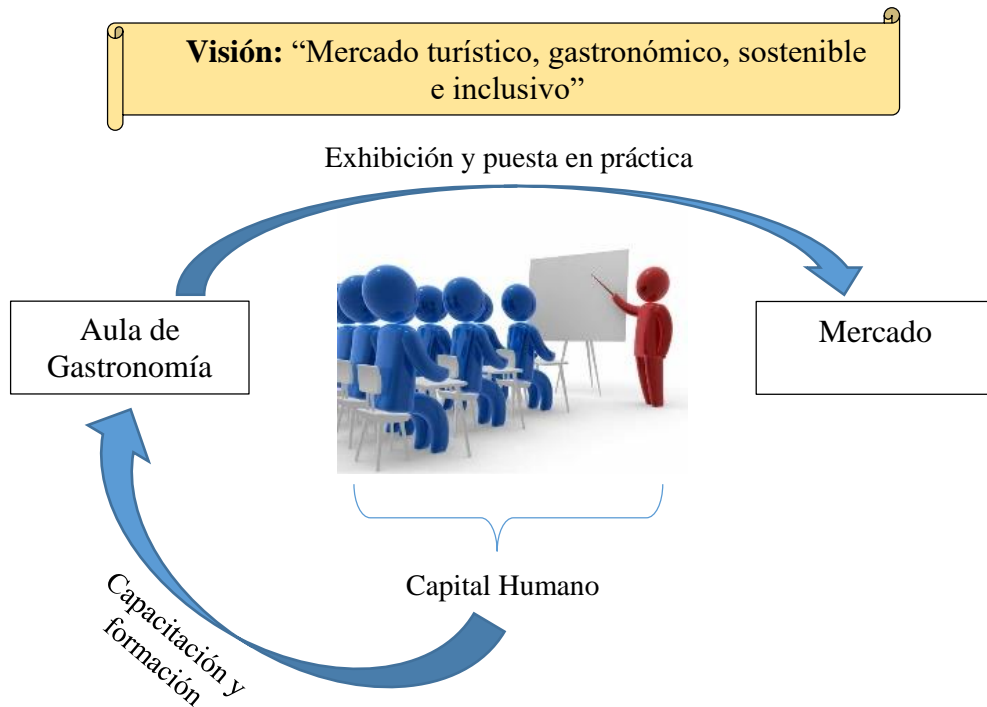 Visión: “Mercado turístico, gastronómico, sostenible
e inclusivo”
Exhibición y puesta en práctica
Aula de
Gastronomía
Mercado
Capital Humano
Capacitación y
formación